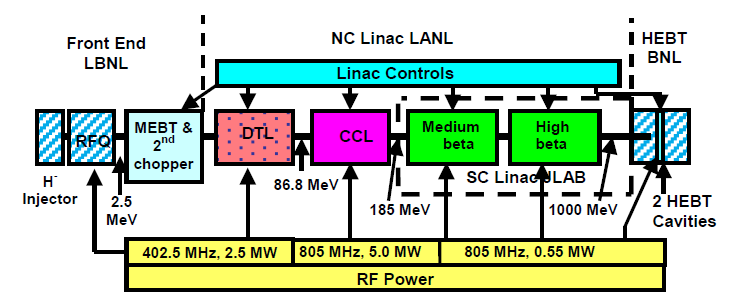 Front End
LBNL
NC Linac LANL
HEBT
BNL
Linac Controls
RFQ
MEBT &
2nd
chopper
DTL
CCL
Medium
beta
High
beta
H-
Injector
2.5
MeV
86.8 MeV
185 MeV
SC Linac JLAB
1000 MeV
2 HEBT
Cavities
402.5 MHz, 2.5 MW
805 MHz, 5.0 MW
805 MHz, 0.55 MW
RF Power